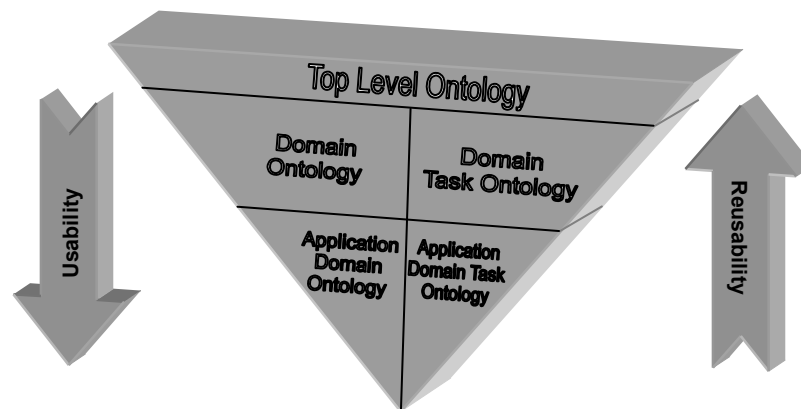 Top Level Ontology
Domain
Ontology
Domain
Task Ontology
Application
Domain
Ontology
Application
Domain Task
Ontology
Usability
Reusability